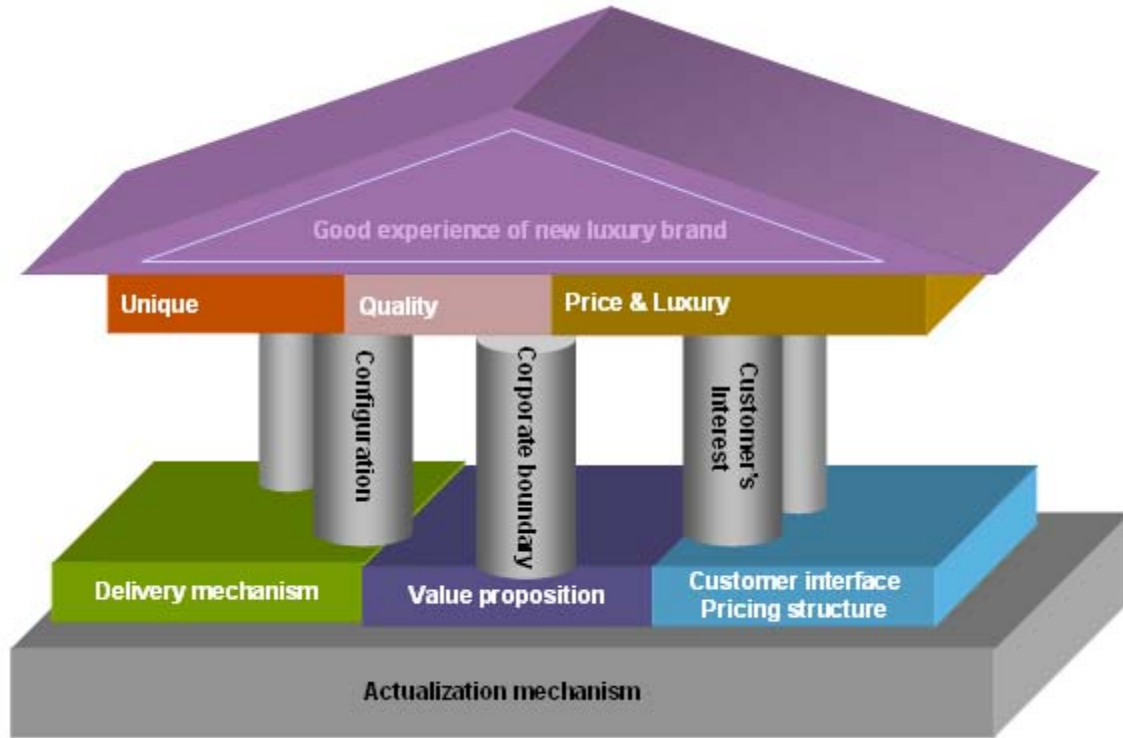 Good experience of new luxury brand
Unique
Quality
Price & Luxury
Configuration
Corporate boundary
Customer's
Interest
Delivery mechanism
Value proposition
Customer interface
Pricing structure
Actualization mechanism